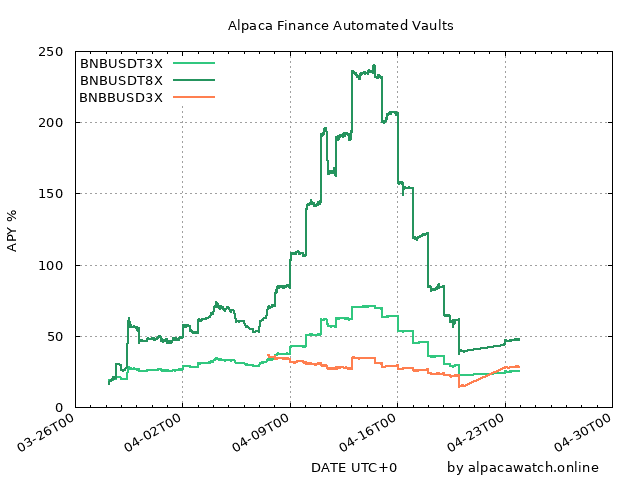 Alpaca Finance Automated Vaults
250
200
150
100
50
0
APY %
BNBUSDT3X
BNBUSDT8X
BNBBUSD3X
03-26T00
04-02T00
04-09T00
04-16T00
04-23T00
04-30T00
DATE UTC+0
by alpacawatch.online